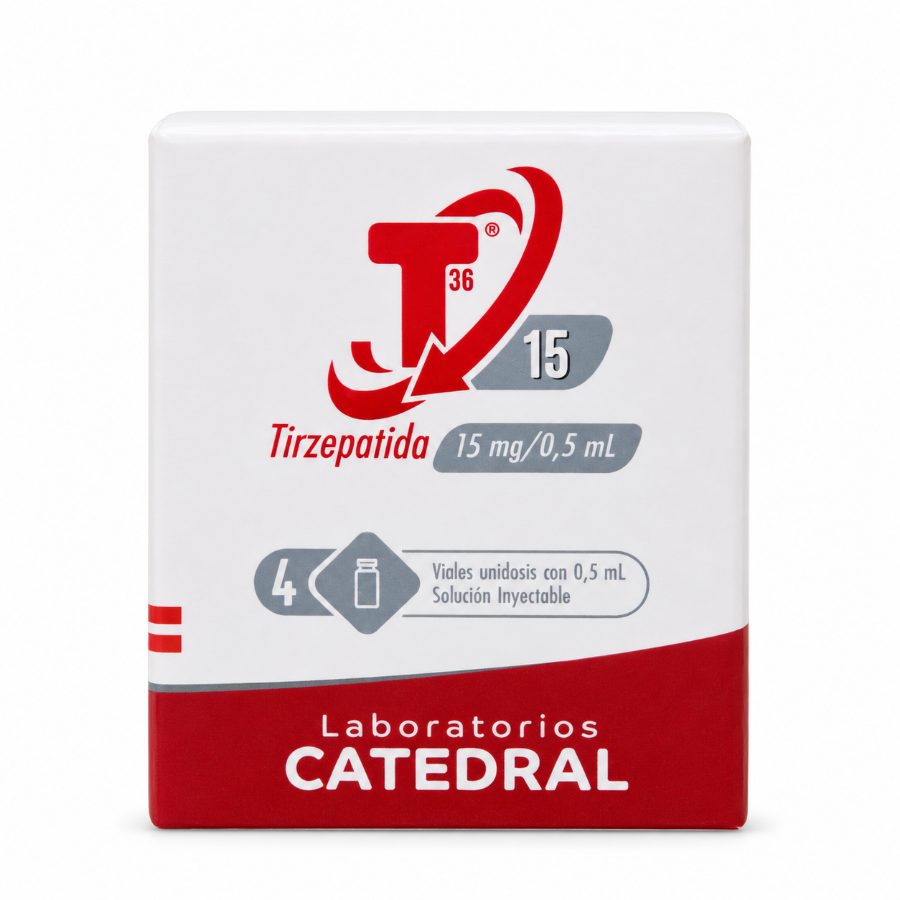 T
36
®
15
Tirzepatida 15 mg/0,5 mL
4
Viales unidosis con 0,5 mL
Solución Inyectable
Laboratorios
CATEDRAL